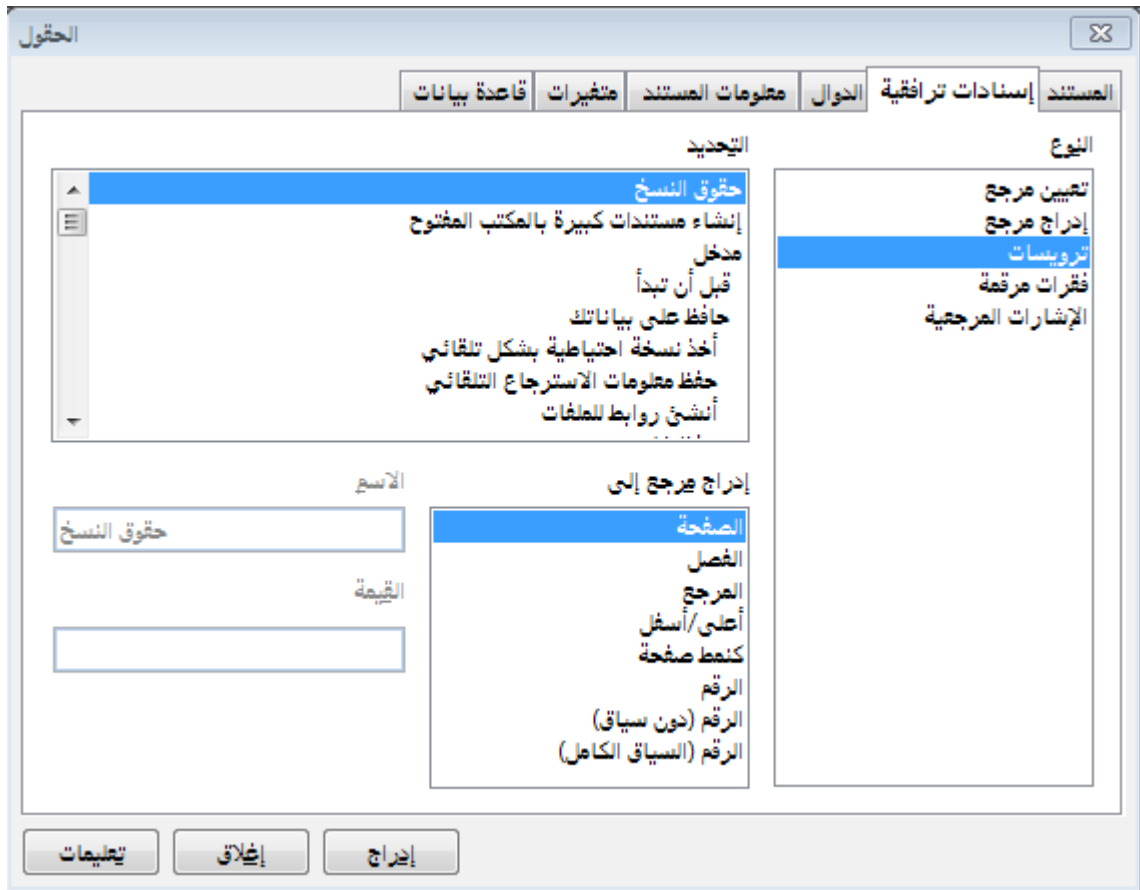 الحقول
المستند إسنادات ترافقية الدوال معلومات المستند متغيرات قاعدة بيانات
النوع
تعيين مرجع
إدراج مرجع
ترويسات
فقرات مرقمة
الإشارات المرجعية
التحديد
حقوق النسخ
إنشاء مستندات كبيرة بالمكتب المفتوح
مدخل
قبل أن تبدأ
حافظ على بياناتك
أخذ نسخة احتياطية بشكل تلقائي
حفظ معلومات الاسترجاع التلقائي
أنشئ روابط للملفات
إدراج مرجع إلى
الصفحة
الفصل
المرجع
أعلى/أسفل
كنمط صفحة
الرقم
الرقم (دون سياق)
الرقم (السياق الكامل)
الاسم
حقوق النسخ
القيمة
إدراج
إغلاق
تعليمات